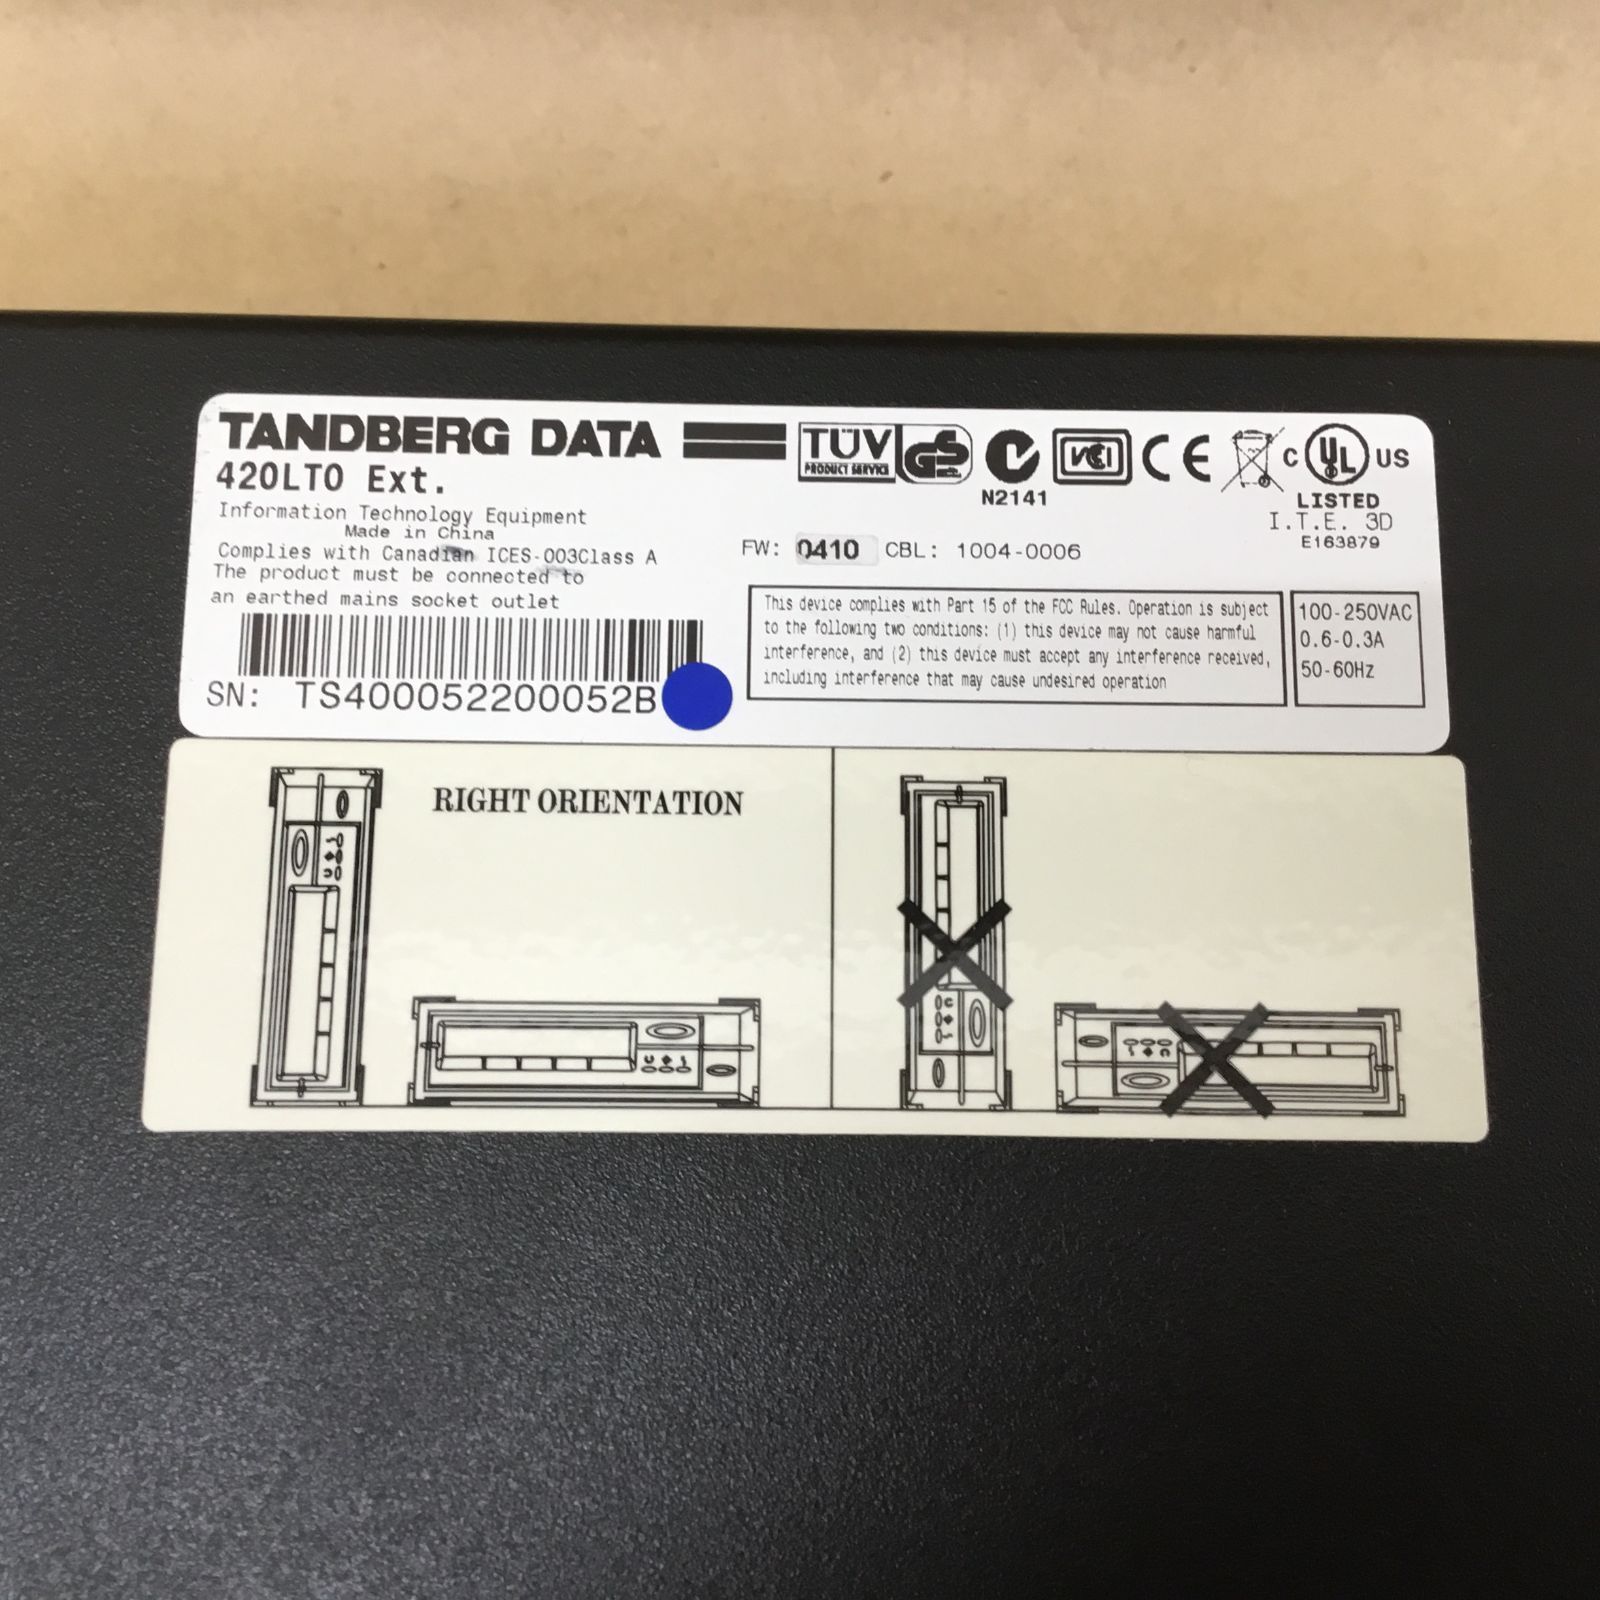 TANDBERG DATA
420LTO Ext.
Information Technology Equipment
Made in China
Complies with Canadian ICES-003Class A
The product must be connected to
an earthed mains socket outlet
SN: TS400052200052B
TÜV
PRODUCT SERVICE
GS
N2141
VCI
CE
C UL US
LISTED
I.T.E. 3D
E163879
FW: 0410 CBL: 1004-0006
This device complies with Part 15 of the FCC Rules. Operation is subject
to the following two conditions: (1) this device may not cause harmful
interference, and (2) this device must accept any interference received,
including interference that may cause undesired operation
100-250VAC
0.6-0.3A
50-60Hz
RIGHT ORIENTATION